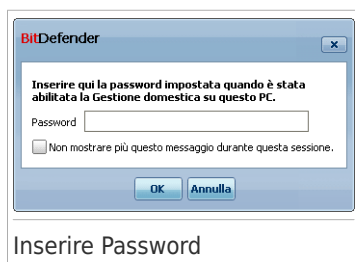 BitDefender
Inserire qui la password impostata quando è stata
abilitata la Gestione domestica su questo PC.
Password
Non mostrare più questo messaggio durante questa sessione.
OK Annulla
Inserire Password